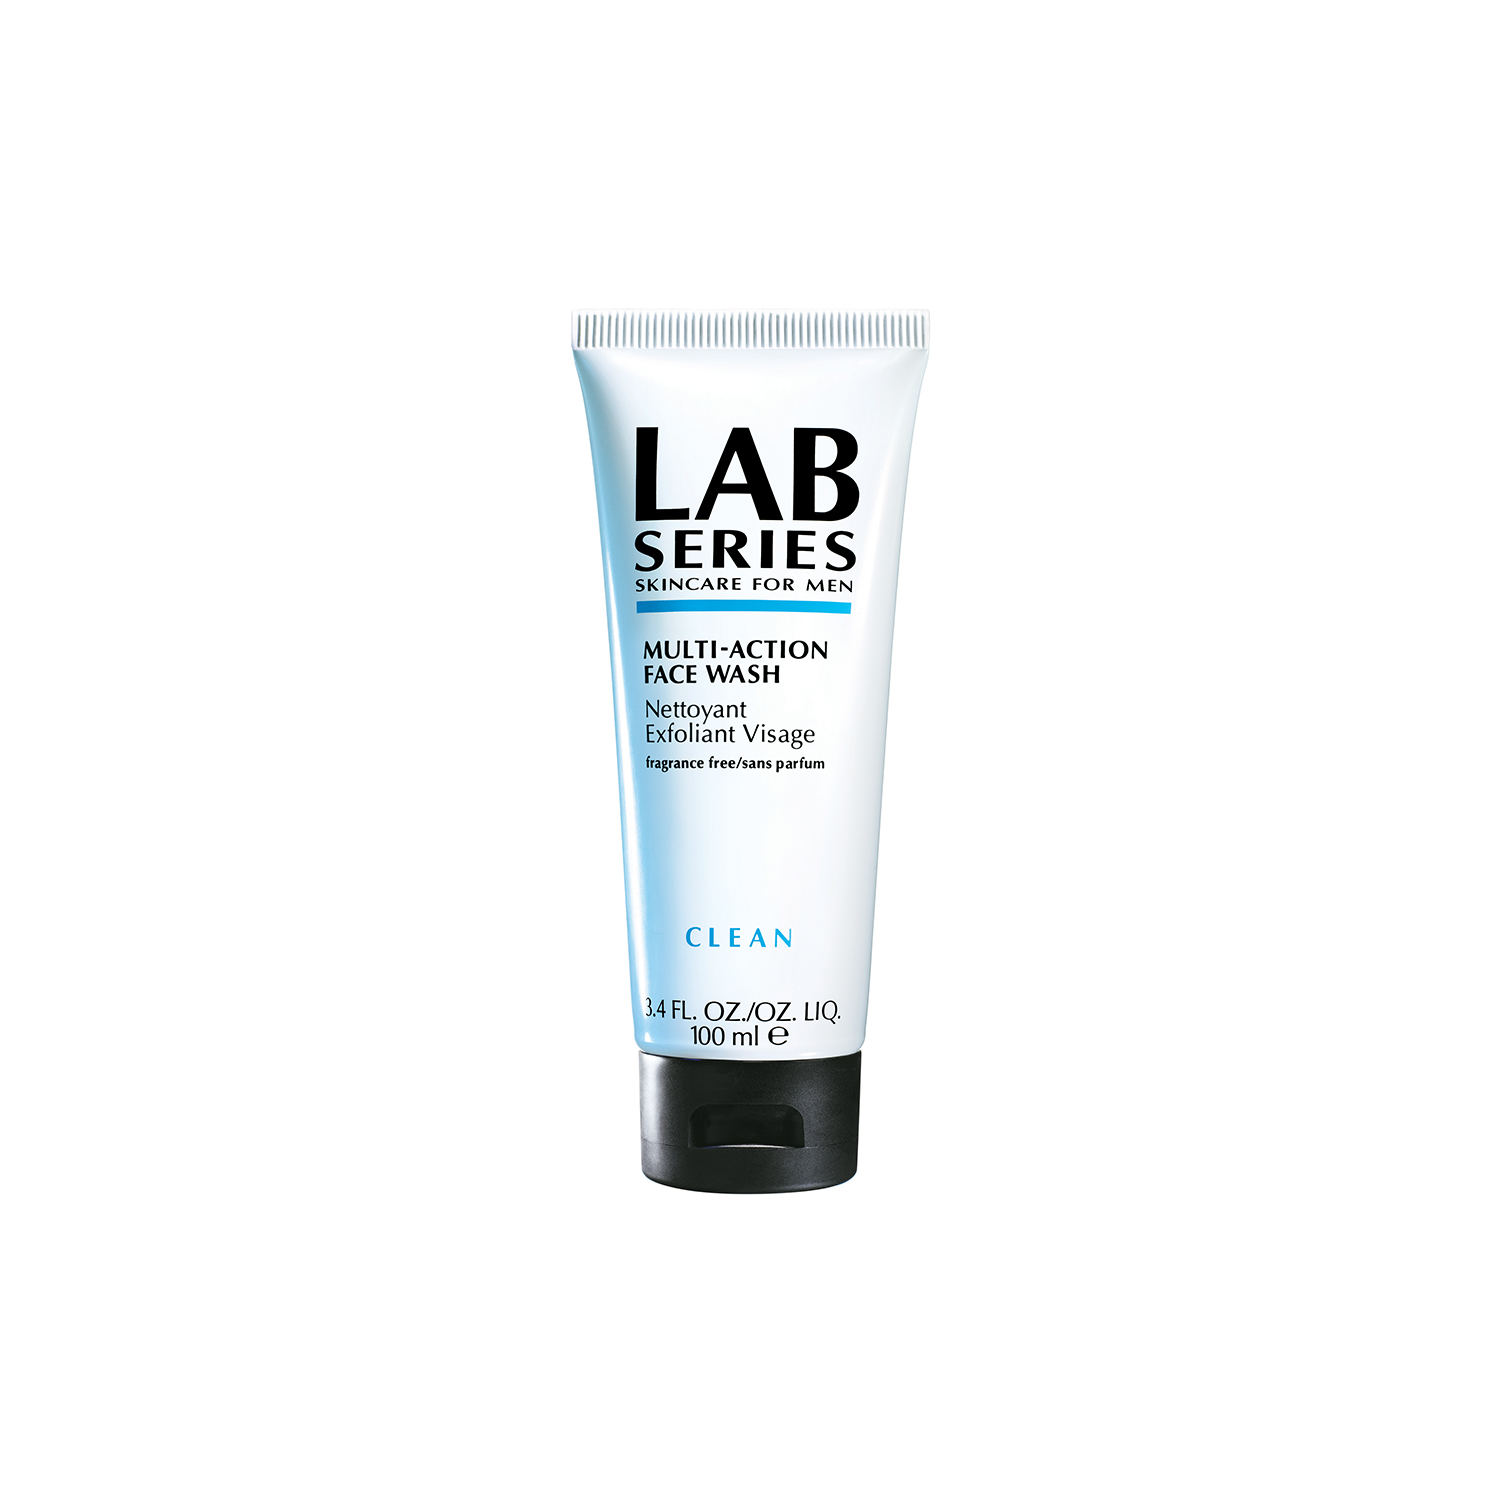 LAB
SERIES
SKINCARE FOR MEN
MULTI-ACTION
FACE WASH
Nettoyant
Exfoliant Visage
fragrance free/sans parfum
CLEAN
3.4 FL. OZ./OZ. LIQ.
100 ml ℮